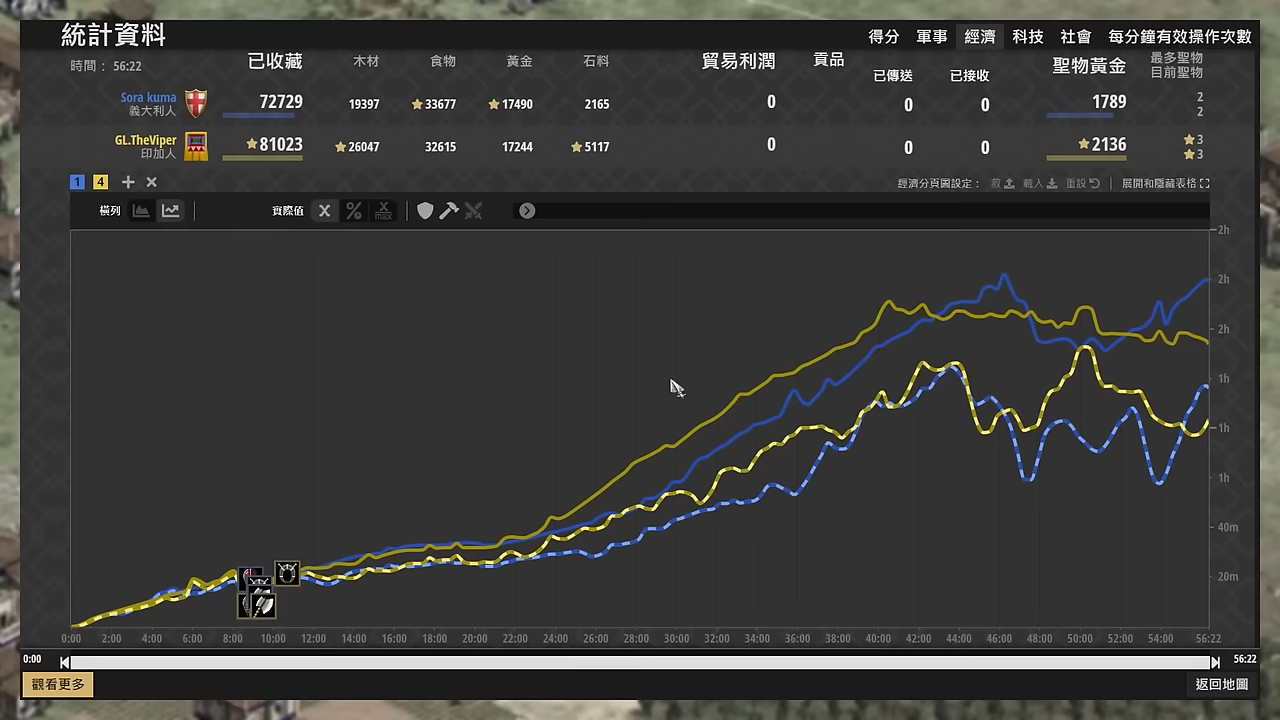 統計資料
得分 軍事 經濟 科技 社會 每分鐘有效操作次數
時間： 56:22
已收藏 木材 食物 黃金 石料 貿易利潤 貢品 已傳送 已接收 聖物黃金 最多聖物 目前聖物
Sora kuma 72729 19397 33677 17490 2165 0 0 0 1789 2
義大利人 2
GL.TheViper 81023 26047 32615 17244 5117 0 0 0 2136 3
印加人 3
1 4
經濟分頁圖設定： 載入 重設 展開和隱藏表格
橫列 實際值 X % X max
2h
2h
2h
1h
1h
1h
40m
20m
0:00 2:00 4:00 6:00 8:00 10:00 12:00 14:00 16:00 18:00 20:00 22:00 24:00 26:00 28:00 30:00 32:00 34:00 36:00 38:00 40:00 42:00 44:00 46:00 48:00 50:00 52:00 54:00 56:22
0:00 56:22
觀看更多 返回地圖